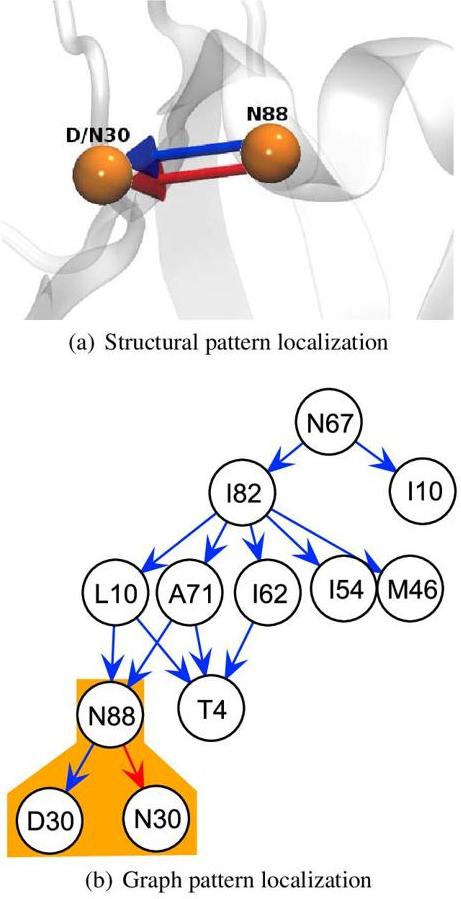 N88
D/N30
(a) Structural pattern localization
N67
I82
I10
L10 A71 I62 I54 M46
N88
T4
D30 N30
(b) Graph pattern localization